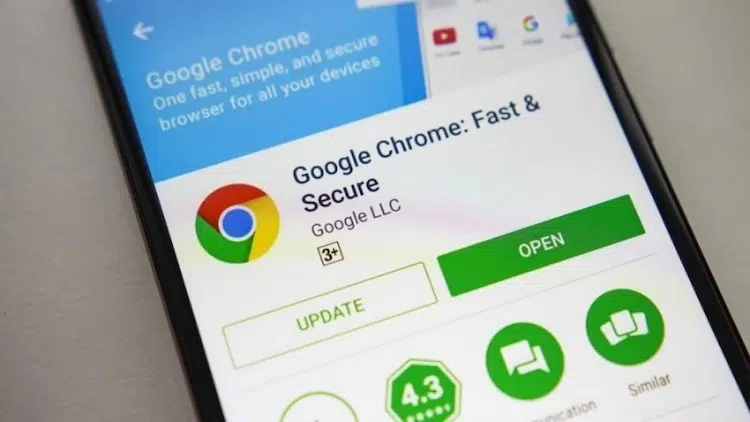 Google Chrome
One fast, simple, and secure
browser for all your devices
Google Chrome: Fast &
Secure
Google LLC
3+
UPDATE
OPEN
4.3
Similar